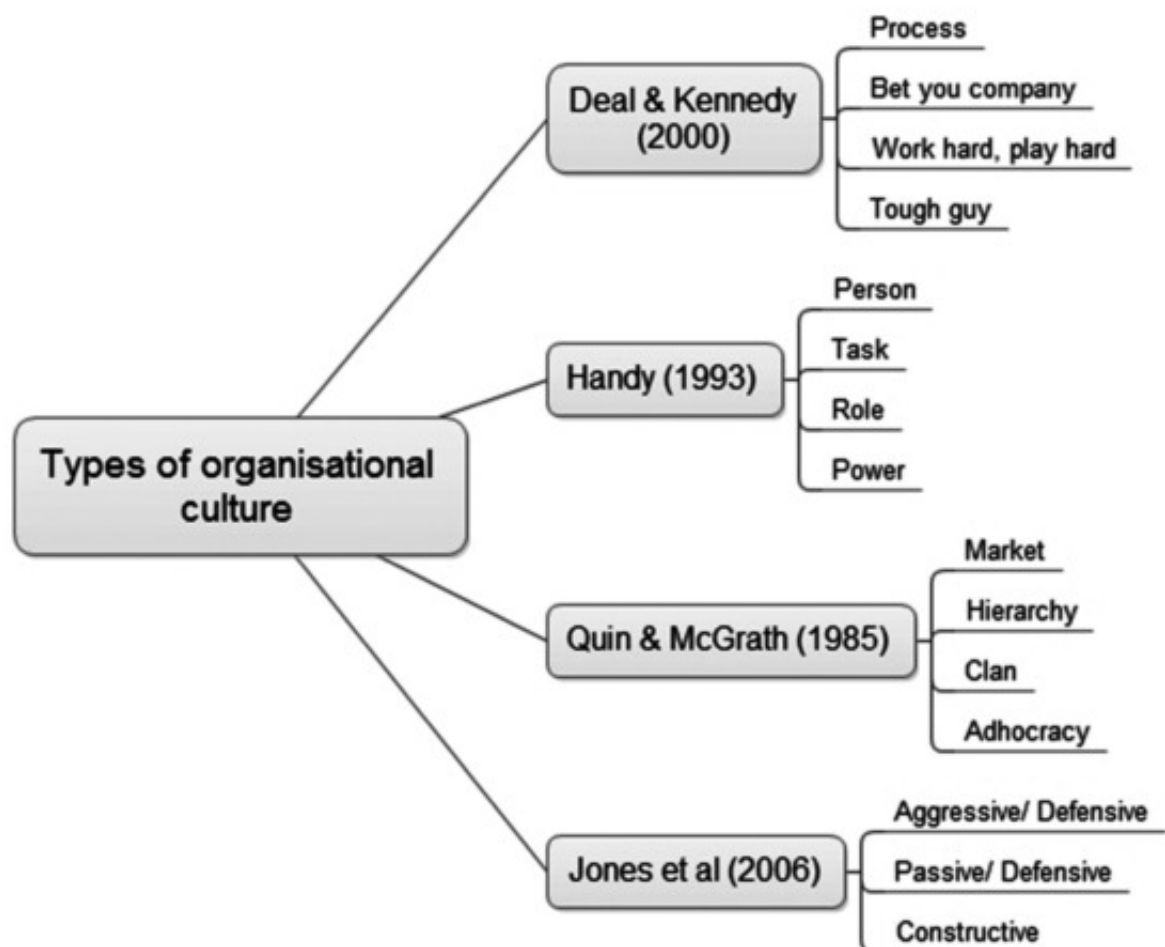 Types of organisational
culture
Deal & Kennedy
(2000)
Process
Bet you company
Work hard, play hard
Tough guy
Handy (1993)
Person
Task
Role
Power
Quin & McGrath (1985)
Market
Hierarchy
Clan
Adhocracy
Jones et al (2006)
Aggressive/ Defensive
Passive/ Defensive
Constructive